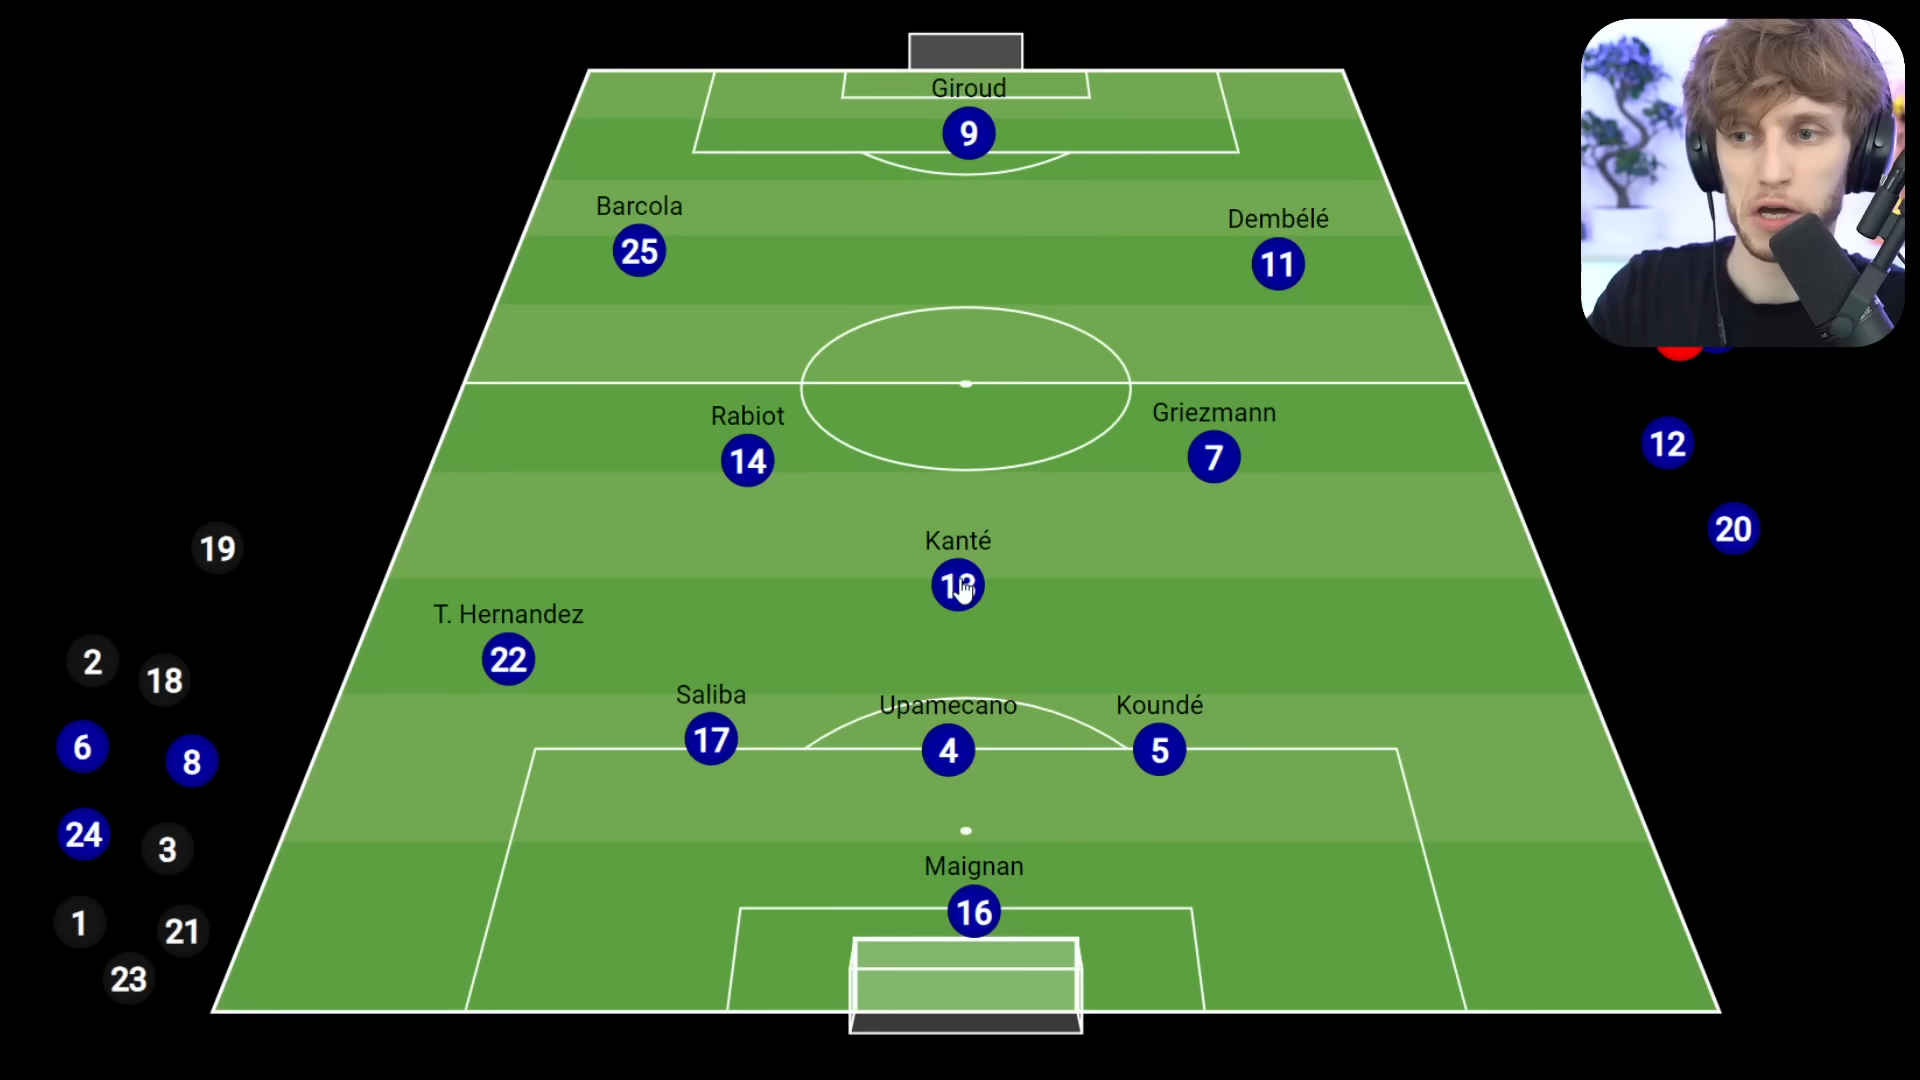 Giroud
9
Barcola
25
Dembélé
11
Rabiot
14
Griezmann
7
12
20
19
Kanté
T. Hernandez
22
2
18
Saliba
17
Upamecano
4
Koundé
5
6
8
24
3
Maignan
16
1
21
23